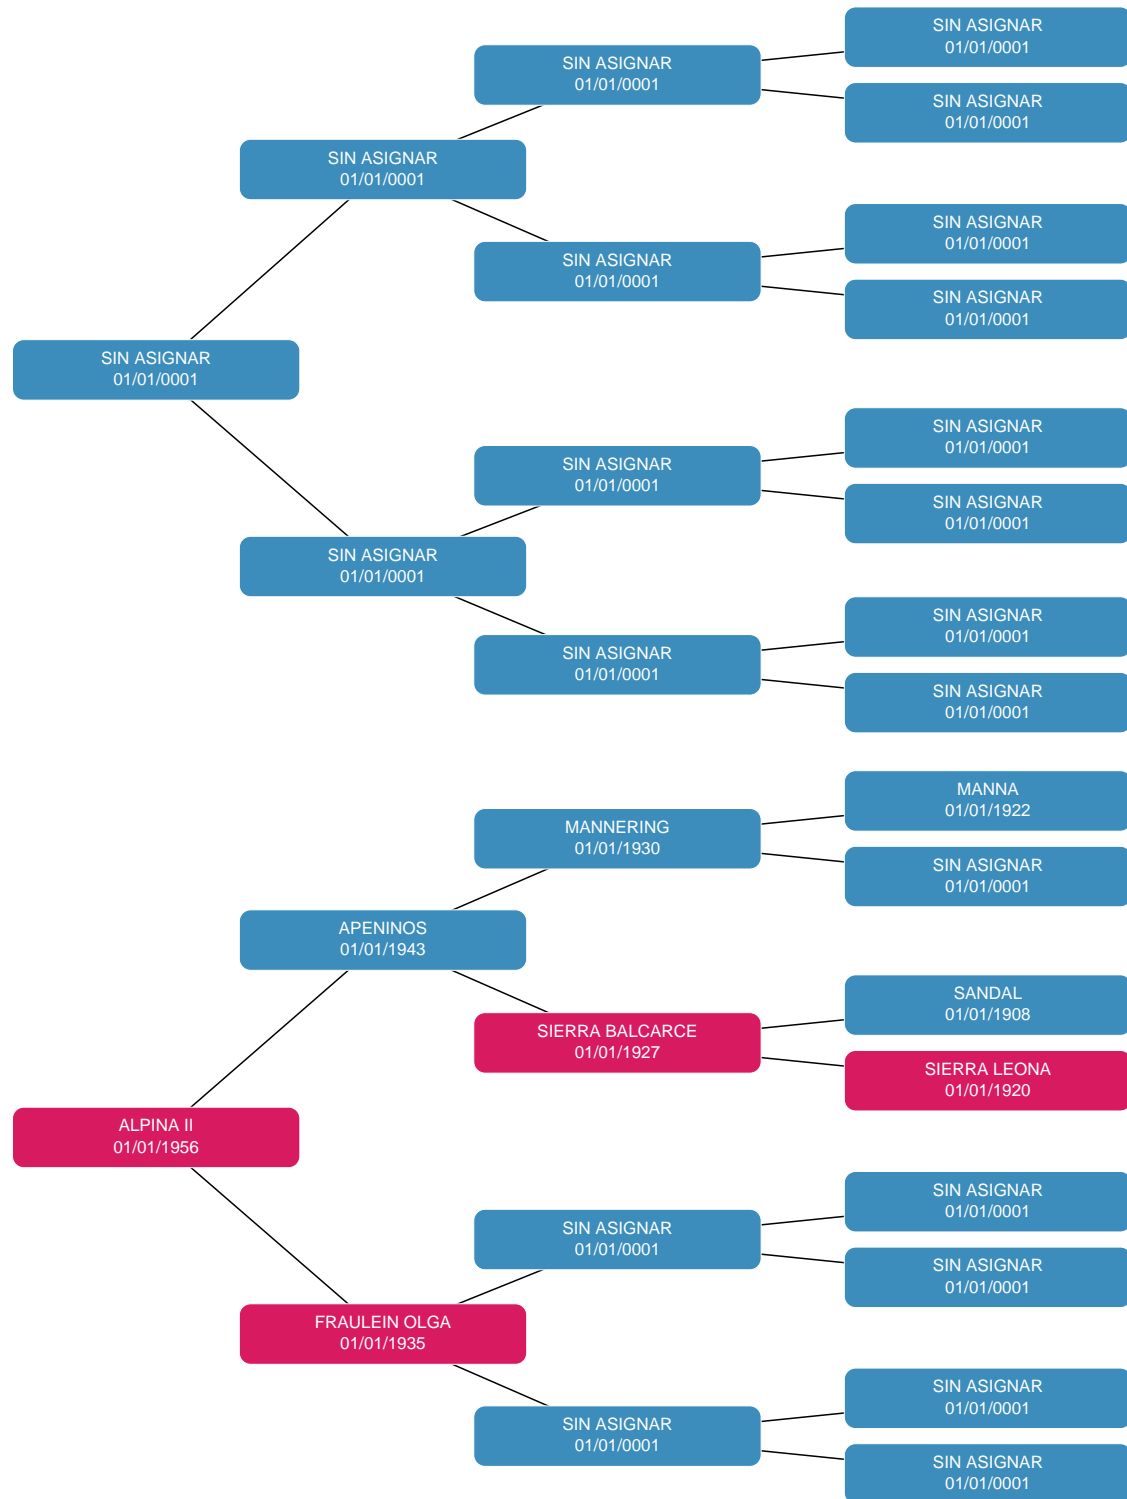 SIN ASIGNAR
01/01/0001
SIN ASIGNAR
01/01/0001
SIN ASIGNAR
01/01/0001
SIN ASIGNAR
01/01/0001
SIN ASIGNAR
01/01/0001
SIN ASIGNAR
01/01/0001
SIN ASIGNAR
01/01/0001
SIN ASIGNAR
01/01/0001
SIN ASIGNAR
01/01/0001
SIN ASIGNAR
01/01/0001
SIN ASIGNAR
01/01/0001
SIN ASIGNAR
01/01/0001
SIN ASIGNAR
01/01/0001
SIN ASIGNAR
01/01/0001
SIN ASIGNAR
01/01/0001
MANNA
01/01/1922
MANNERING
01/01/1930
SIN ASIGNAR
01/01/0001
APENINOS
01/01/1943
SANDAL
01/01/1908
SIERRA BALCARCE
01/01/1927
SIERRA LEONA
01/01/1920
ALPINA II
01/01/1956
SIN ASIGNAR
01/01/0001
SIN ASIGNAR
01/01/0001
SIN ASIGNAR
01/01/0001
FRAULEIN OLGA
01/01/1935
SIN ASIGNAR
01/01/0001
SIN ASIGNAR
01/01/0001
SIN ASIGNAR
01/01/0001